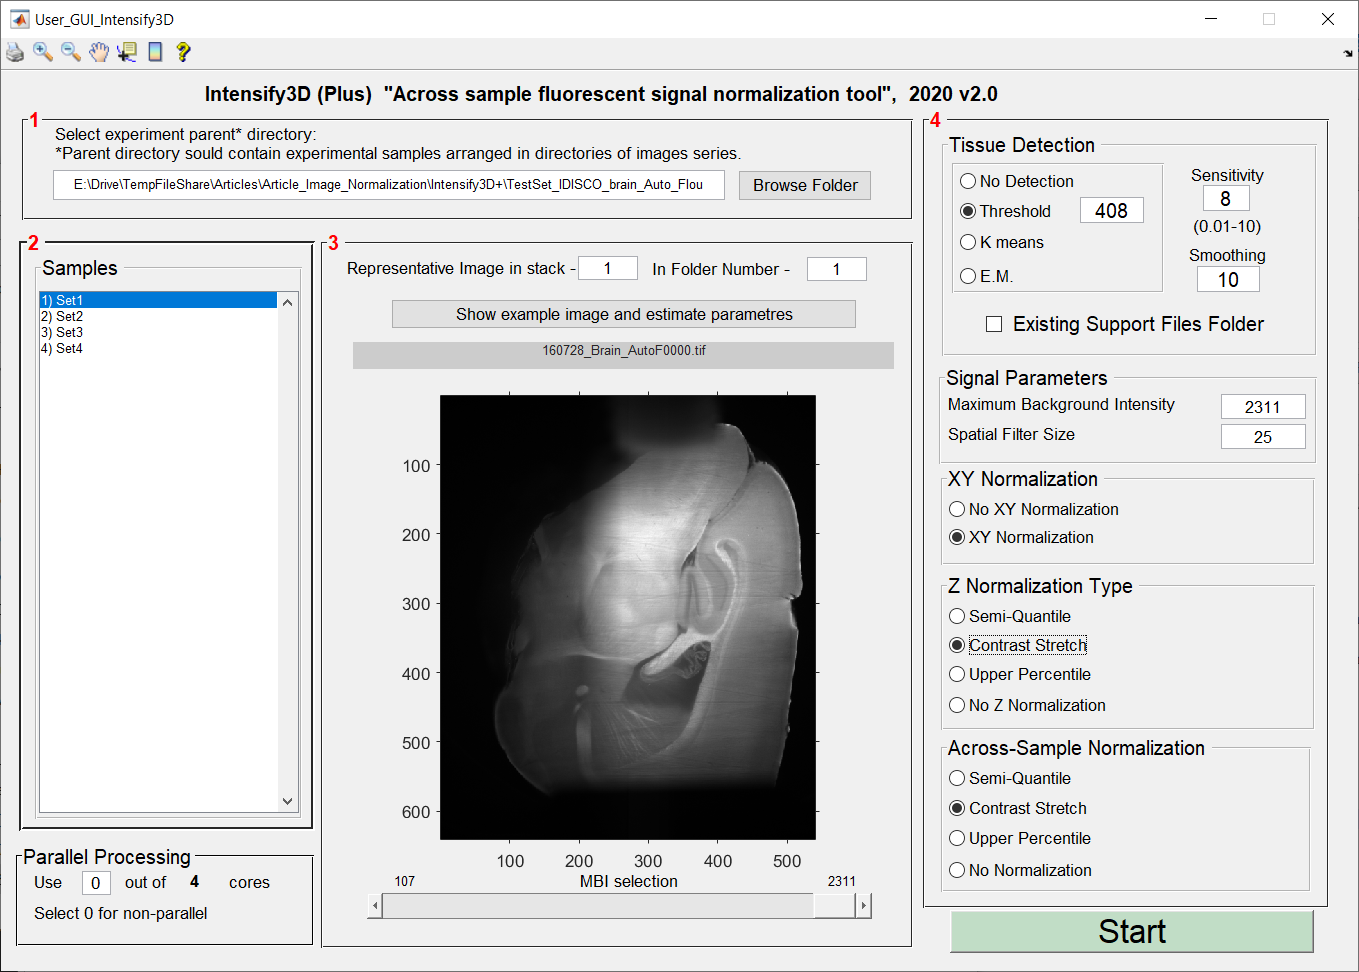 User_GUI_Intensify3D
Intensify3D (Plus)  "Across sample fluorescent signal normalization tool",  2020 v2.0
1
Select experiment parent* directory:
*Parent directory sould contain experimental samples arranged in directories of images series.
E:\Drive\TempFileShare\Articles\Article_Image_Normalization\Intensify3D+\TestSet_IDISCO_brain_Auto_Flou
Browse Folder
2
Samples
1) Set1
2) Set2
3) Set3
4) Set4
Parallel Processing
Use 0 out of 4 cores
Select 0 for non-parallel
3
Representative Image in stack - 1 In Folder Number - 1
Show example image and estimate parametres
160728_Brain_AutoF0000.tif
100
200
300
400
500
600
100 200 300 400 500
107 MBI selection 2311
4
Tissue Detection
No Detection
Threshold 408
K means
E.M.
Sensitivity
8
(0.01-10)
Smoothing
10
Existing Support Files Folder
Signal Parameters
Maximum Background Intensity 2311
Spatial Filter Size 25
XY Normalization
No XY Normalization
XY Normalization
Z Normalization Type
Semi-Quantile
Contrast Stretch
Upper Percentile
No Z Normalization
Across-Sample Normalization
Semi-Quantile
Contrast Stretch
Upper Percentile
No Normalization
Start